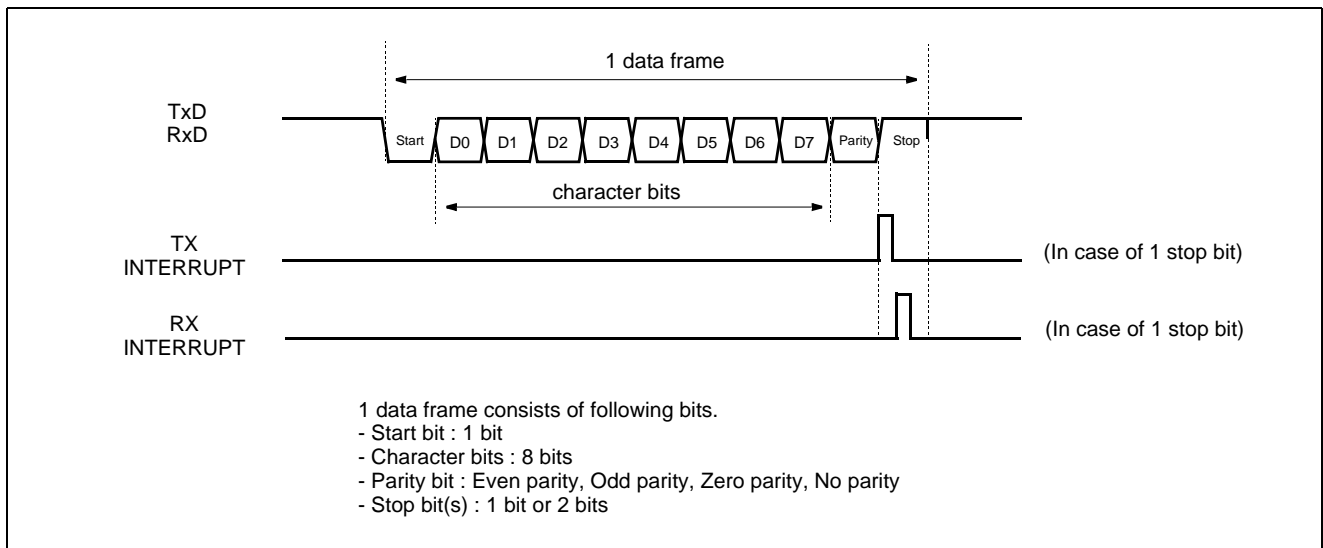 1 data frame
TxD
RxD
Start D0 D1 D2 D3 D4 D5 D6 D7 Parity Stop
character bits
TX
INTERRUPT
(In case of 1 stop bit)
RX
INTERRUPT
(In case of 1 stop bit)
1 data frame consists of following bits.
- Start bit : 1 bit
- Character bits : 8 bits
- Parity bit : Even parity, Odd parity, Zero parity, No parity
- Stop bit(s) : 1 bit or 2 bits